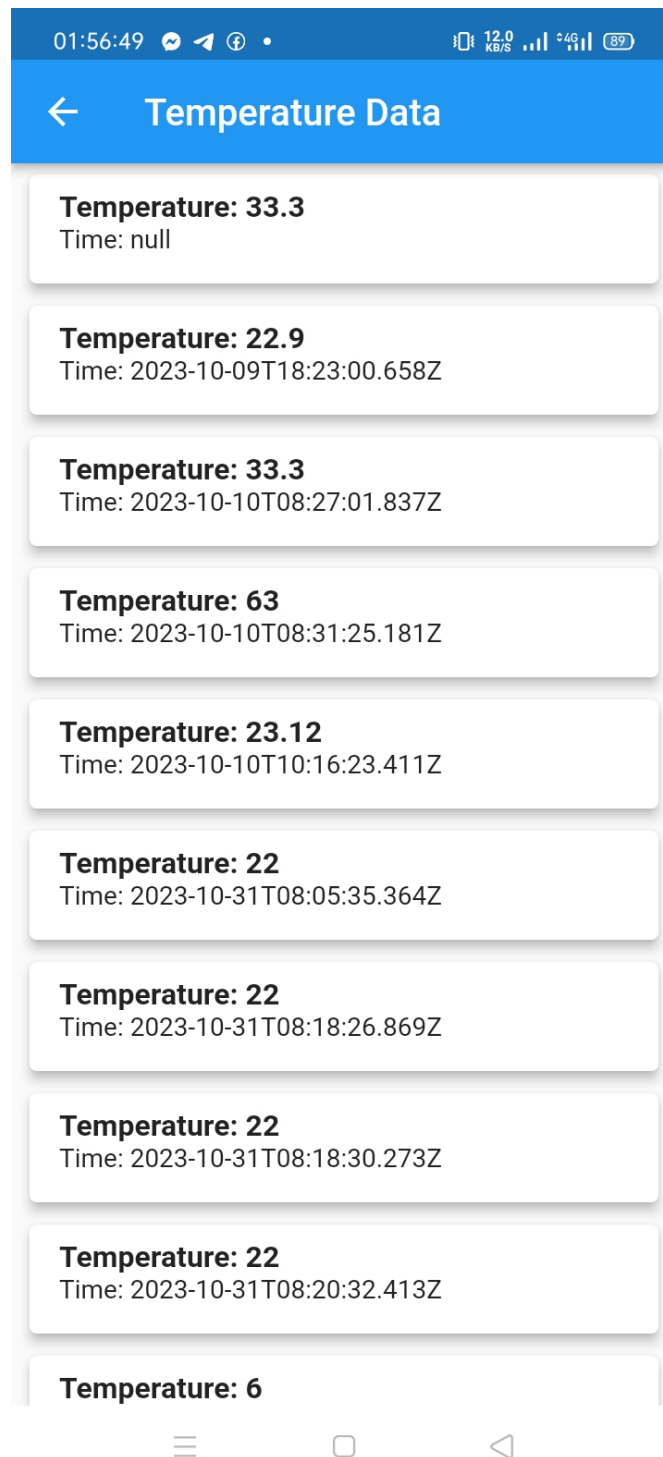 01:56:49 12.0 KB/S 4G 89
Temperature Data
Temperature: 33.3
Time: null
Temperature: 22.9
Time: 2023-10-09T18:23:00.658Z
Temperature: 33.3
Time: 2023-10-10T08:27:01.837Z
Temperature: 63
Time: 2023-10-10T08:31:25.181Z
Temperature: 23.12
Time: 2023-10-10T10:16:23.411Z
Temperature: 22
Time: 2023-10-31T08:05:35.364Z
Temperature: 22
Time: 2023-10-31T08:18:26.869Z
Temperature: 22
Time: 2023-10-31T08:18:30.273Z
Temperature: 22
Time: 2023-10-31T08:20:32.413Z
Temperature: 6